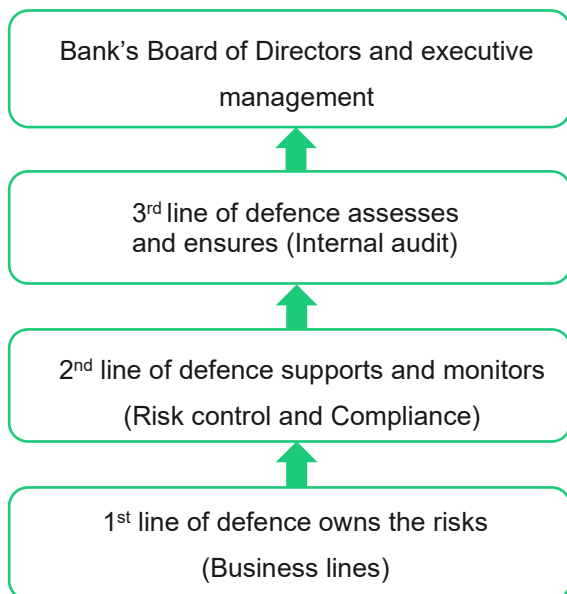 Bank’s Board of Directors and executive
management
3rd line of defence assesses
and ensures (Internal audit)
2nd line of defence supports and monitors
(Risk control and Compliance)
1st line of defence owns the risks
(Business lines)